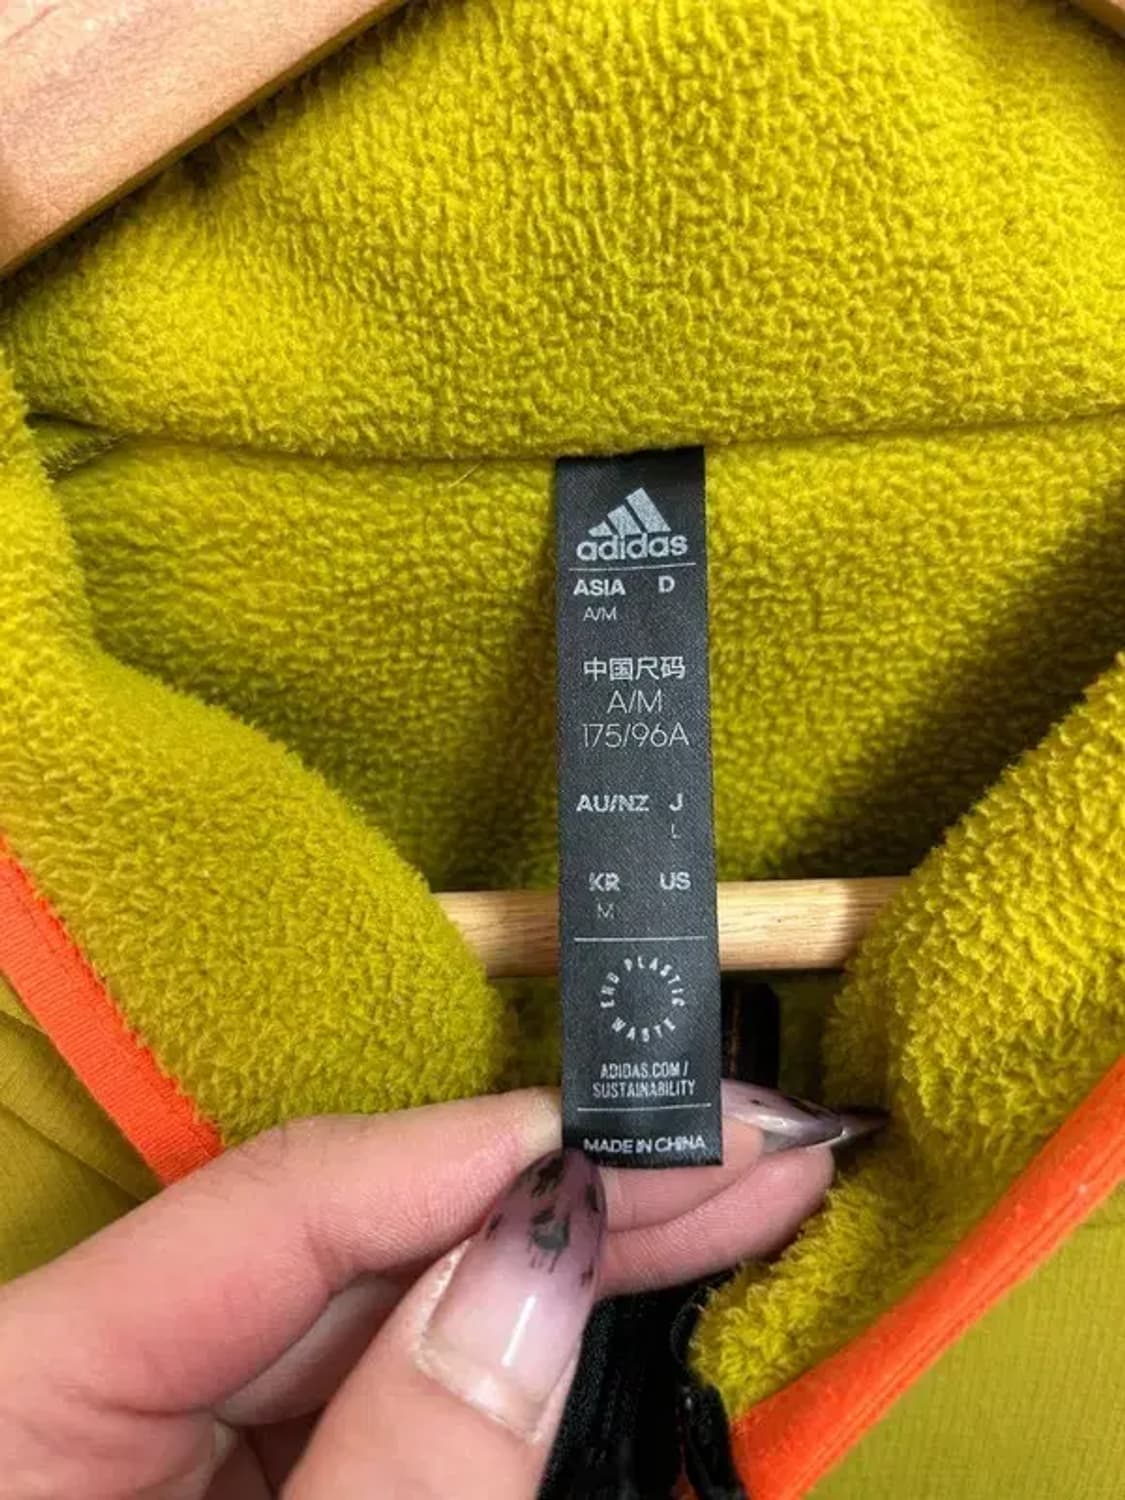 adidas
ASIA D
A/M
中国尺码
A/M
175/96A
AU/NZ J
L
KR US
M
END PLASTIC WASTE
ADIDAS.COM/
SUSTAINABILITY
MADE IN CHINA